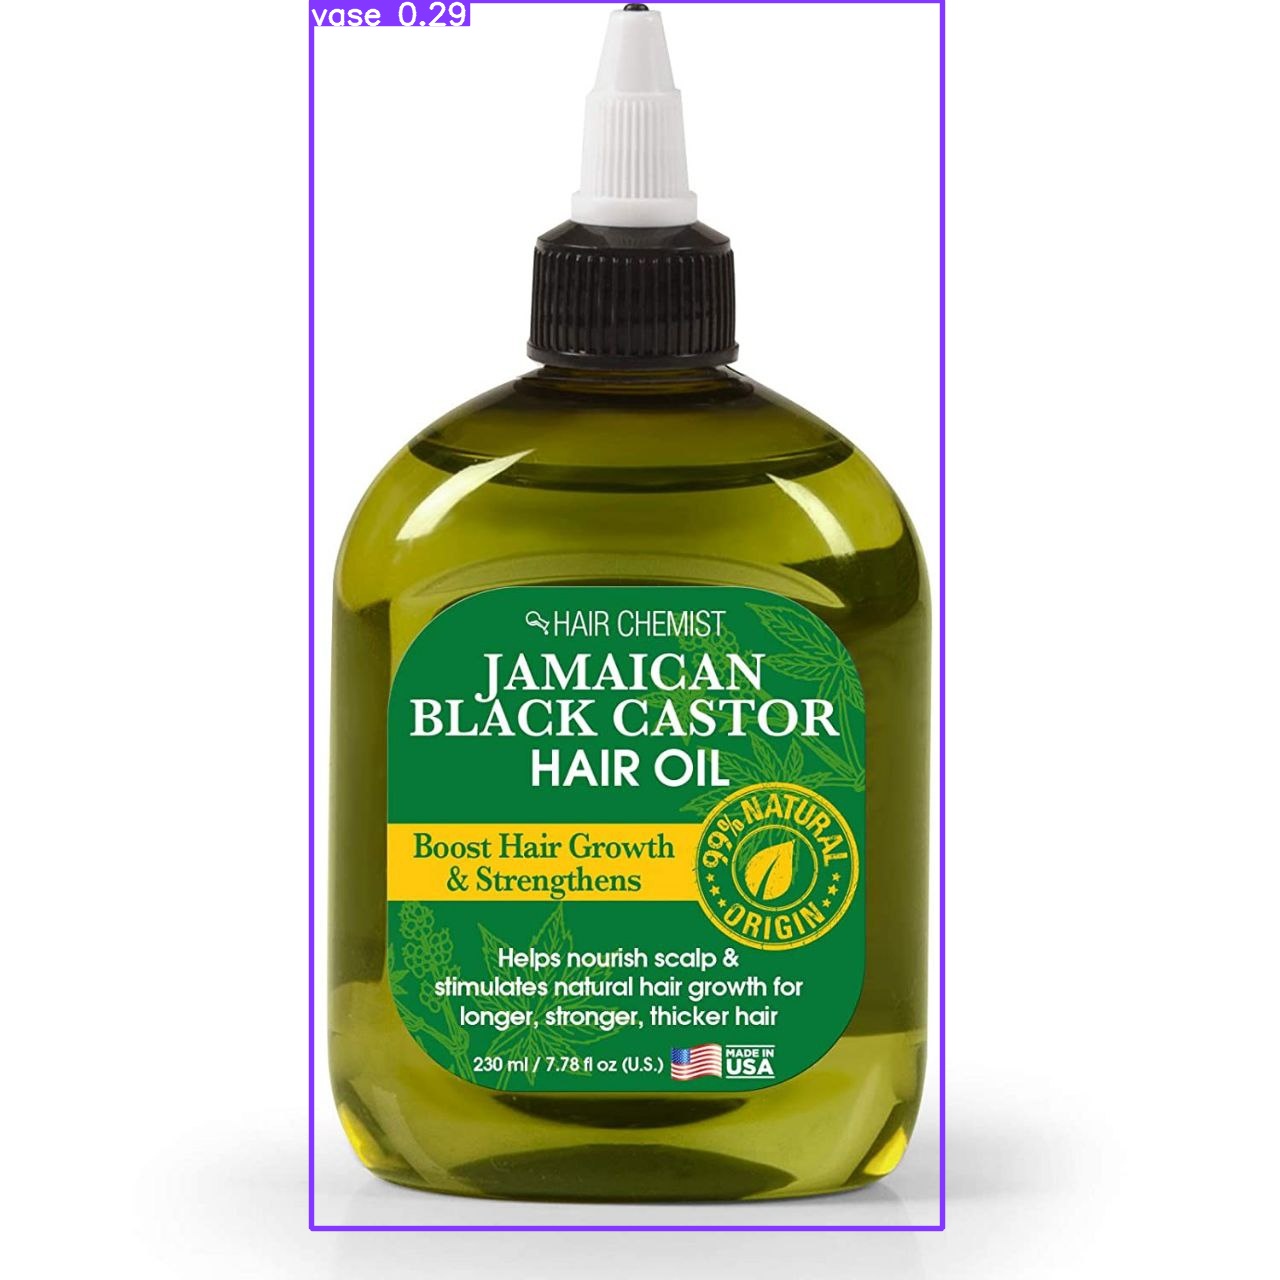 vase 0.29
HAIR CHEMIST
JAMAICAN
BLACK CASTOR
HAIR OIL
99% NATURAL
ORIGIN
Boost Hair Growth
& Strengthens
Helps nourish scalp &
stimulates natural hair growth for
longer, stronger, thicker hair
230 ml / 7.78 fl oz (U.S.)
MADE IN
USA